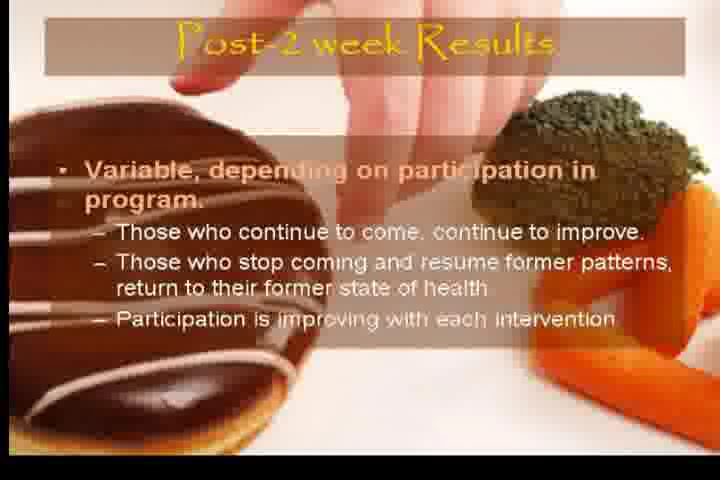 Post-2 week Results
• Variable, depending on participation in
program.
– Those who continue to come, continue to improve.
– Those who stop coming and resume former patterns,
return to their former state of health
– Participation is improving with each intervention